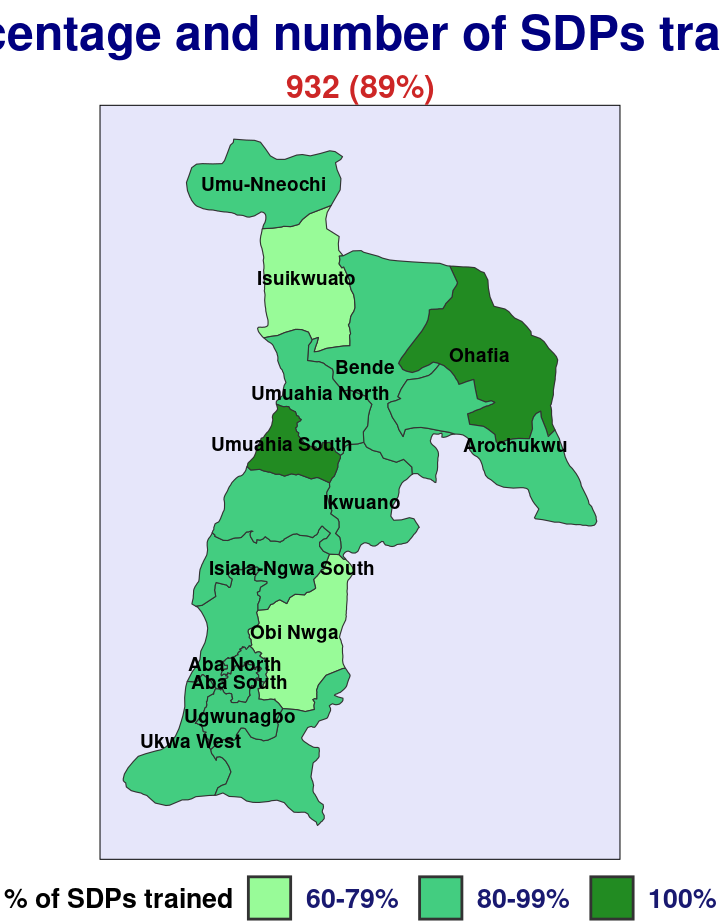 centage and number of SDPs tra
932 (89%)
Umu-Nneochi
Isuikwuato
Ohafia
Bende
Umuahia North
Umuahia South
Arochukwu
Ikwuano
Isiala-Ngwa South
Obi Nwga
Aba North
Aba South
Ugwunagbo
Ukwa West
% of SDPs trained 60-79% 80-99% 100%